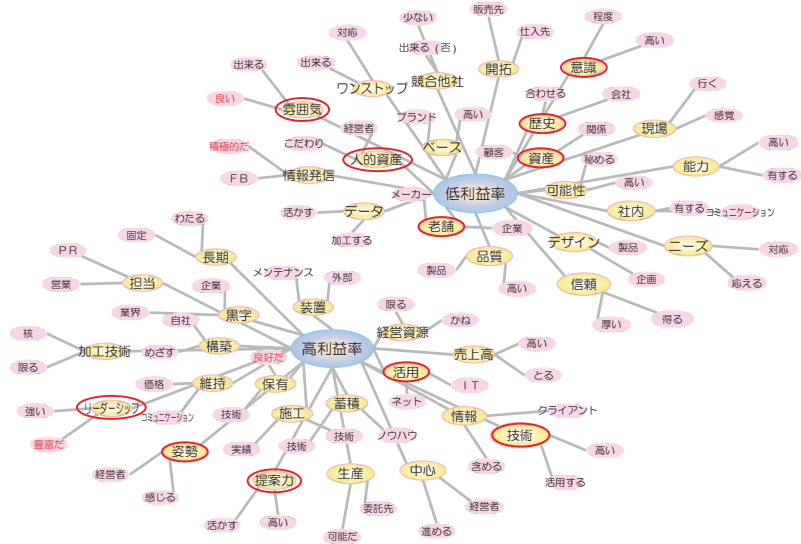 少ない
販売先
程度
対応
出来る（否）
仕入先
高い
出来る
出来る
ワンストップ
競合他社
開拓
意識
行く
良い
雰囲気
合わせる
会社
ブランド
高い
歴史
現場
感覚
経営者
関係
積極的だ
こだわり
人的資産
ベース
顧客
資産
秘める
高い
能力
有する
ＦＢ
情報発信
メーカー
低利益率
可能性
高い
活かす
データ
加工する
老舗
企業
社内
有する
コミュニケーション
わたる
固定
デザイン
製品
ニーズ
対応
応える
ＰＲ
長期
品質
製品
高い
企画
信頼
営業
担当
企業
メンテナンス
外部
厚い
得る
業界
黒字
装置
限る
かね
経営資源
核
自社
加工技術
めざす
構築
高利益率
売上高
高い
とる
限る
良好だ
価格
維持
保有
活用
ＩＴ
ネット
強い
リーダーシップ
コミュニケーション
技術
施工
蓄積
情報
クライアント
豊富だ
技術
技術
ノウハウ
技術
実績
高い
姿勢
経営者
感じる
提案力
生産
中心
含める
活用する
活かす
高い
委託先
経営者
可能だ
進める